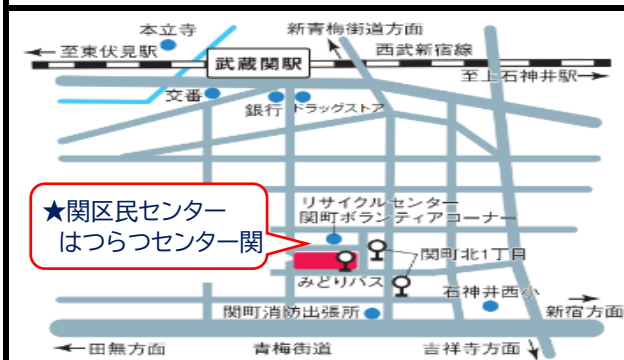 本立寺
新青梅街道方面
←至東伏見駅
武蔵関駅
西武新宿線
至上石神井駅→
交番
銀行
ドラッグストア
★関区民センター
はつらつセンター関
リサイクルセンター
関町ボランティアコーナー
関町北1丁目
みどりバス
石神井西小
関町消防出張所
新宿方面
←田無方面
青梅街道
吉祥寺方面